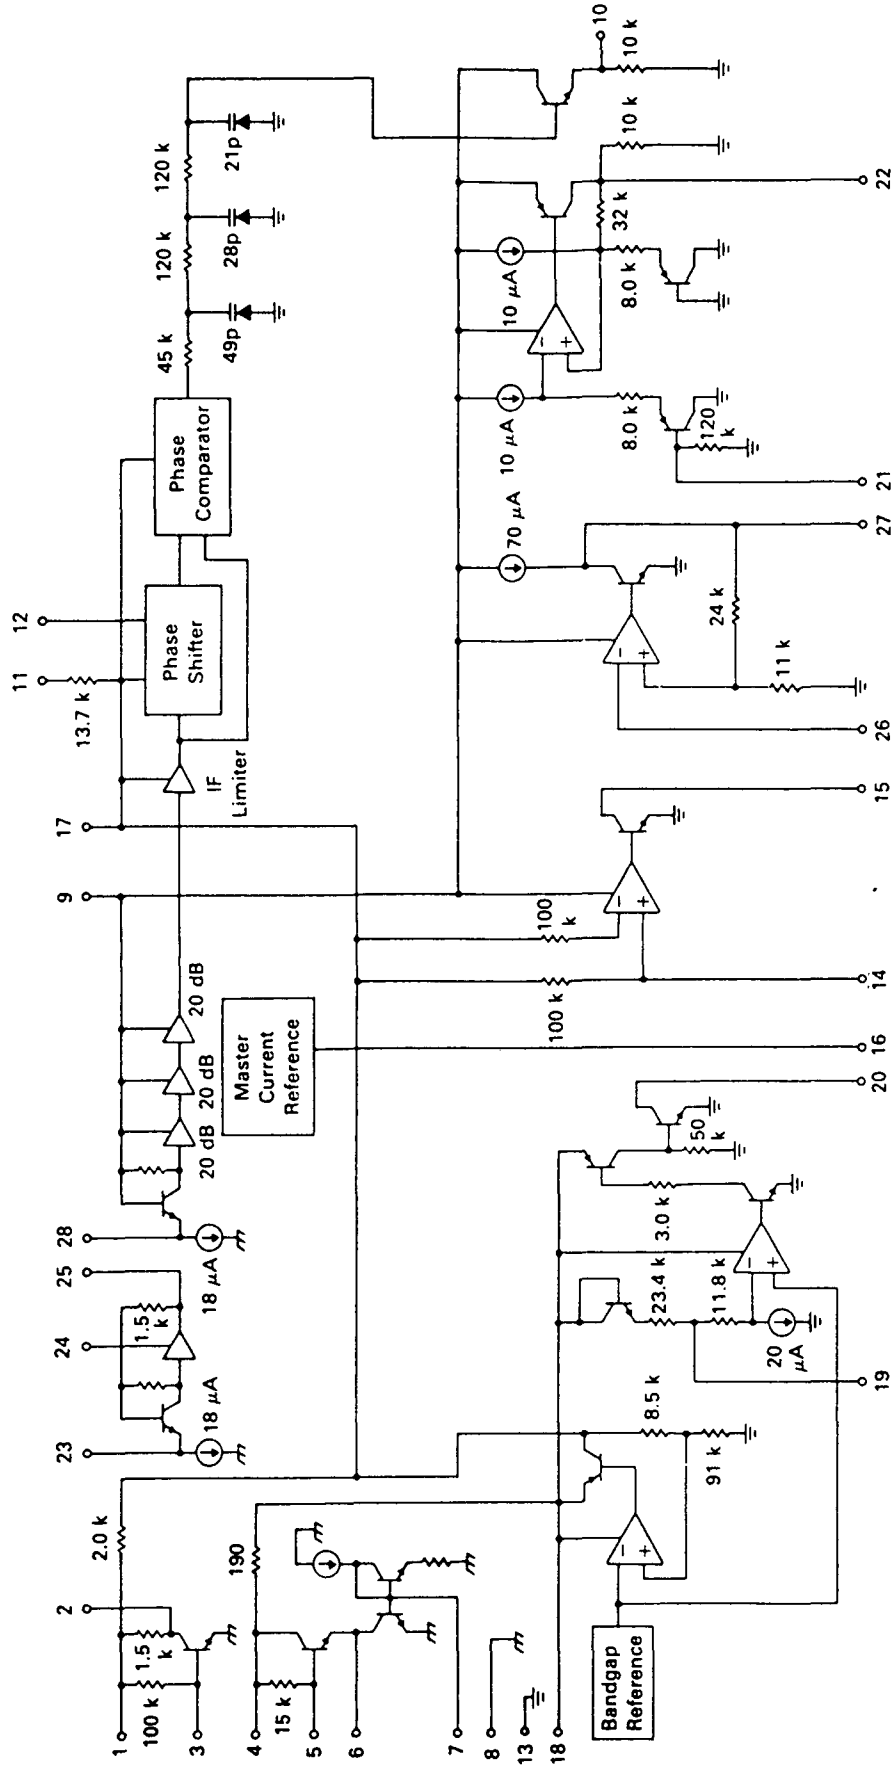 1
2
3
4
5
6
7
8
13
18
100 k
1.5
k
2.0 k
15 k
190
23
24
25
28
18 μA
1.5
k
18 μA
20 dB
20 dB
20 dB
9
17
11
12
13.7 k
IF
Limiter
Phase
Shifter
Phase
Comparator
45 k
120 k
120 k
49p
28p
21p
Master
Current
Reference
Bandgap
Reference
8.5 k
91 k
23.4 k
11.8 k
20
μA
3.0 k
50
k
− +
− +
100 k
100
k
− +
− +
24 k
11 k
70 μA
10 μA
8.0 k
120
k
− +
10 μA
8.0 k
32 k
10 k
10 k
10
19
20
16
14
15
26
27
21
22